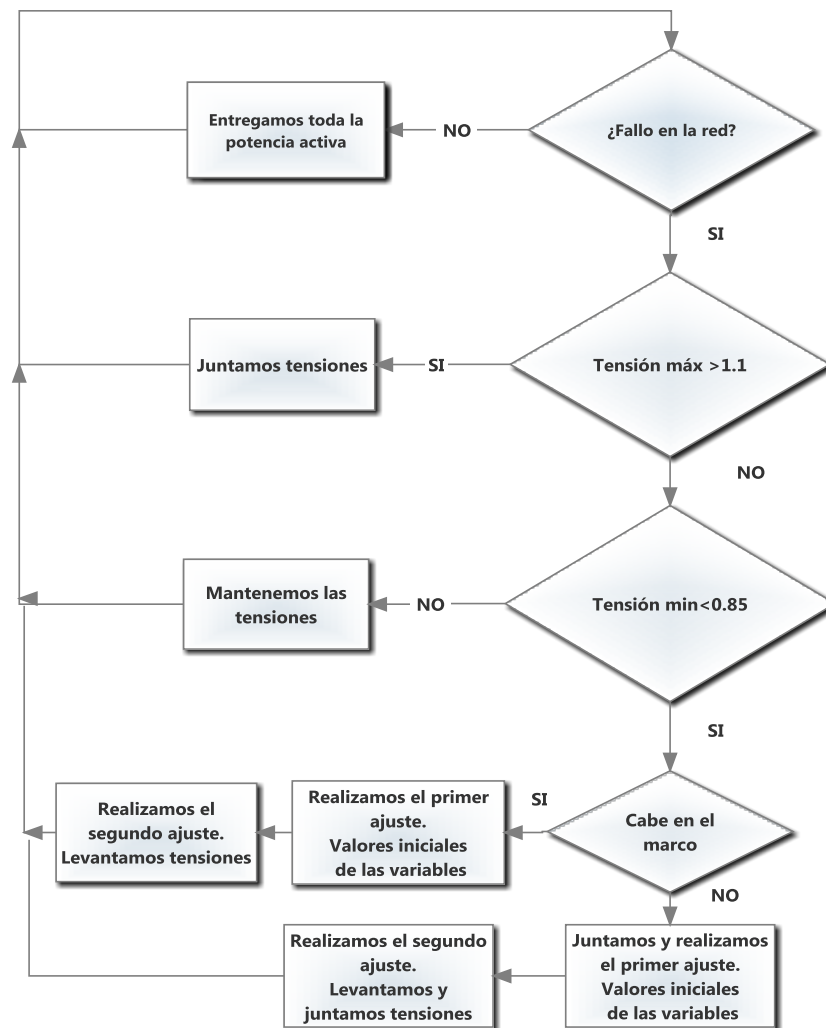 Entregamos toda la
potencia activa
NO
¿Fallo en la red?
SI
Juntamos tensiones
SI
Tensión máx >1.1
NO
Mantenemos las
tensiones
NO
Tensión min<0.85
SI
Realizamos el
segundo ajuste.
Levantamos tensiones
Realizamos el primer
ajuste.
Valores iniciales
de las variables
SI
Cabe en el
marco
NO
Realizamos el segundo
ajuste.
Levantamos y
juntamos tensiones
Juntamos y realizamos
el primer ajuste.
Valores iniciales
de las variables